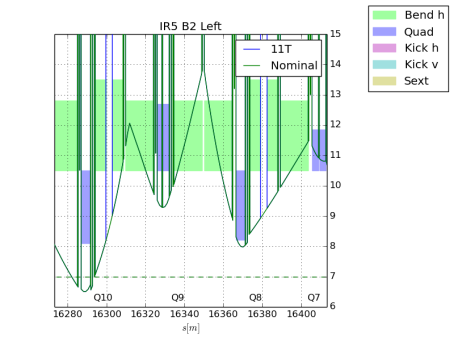 IR5 B2 Left
11T
Nominal
Bend h
Quad
Kick h
Kick v
Sext
15
14
13
12
11
10
9
8
7
6
Q10 Q9 Q8 Q7
16280 16300 16320 16340 16360 16380 16400
s[m]